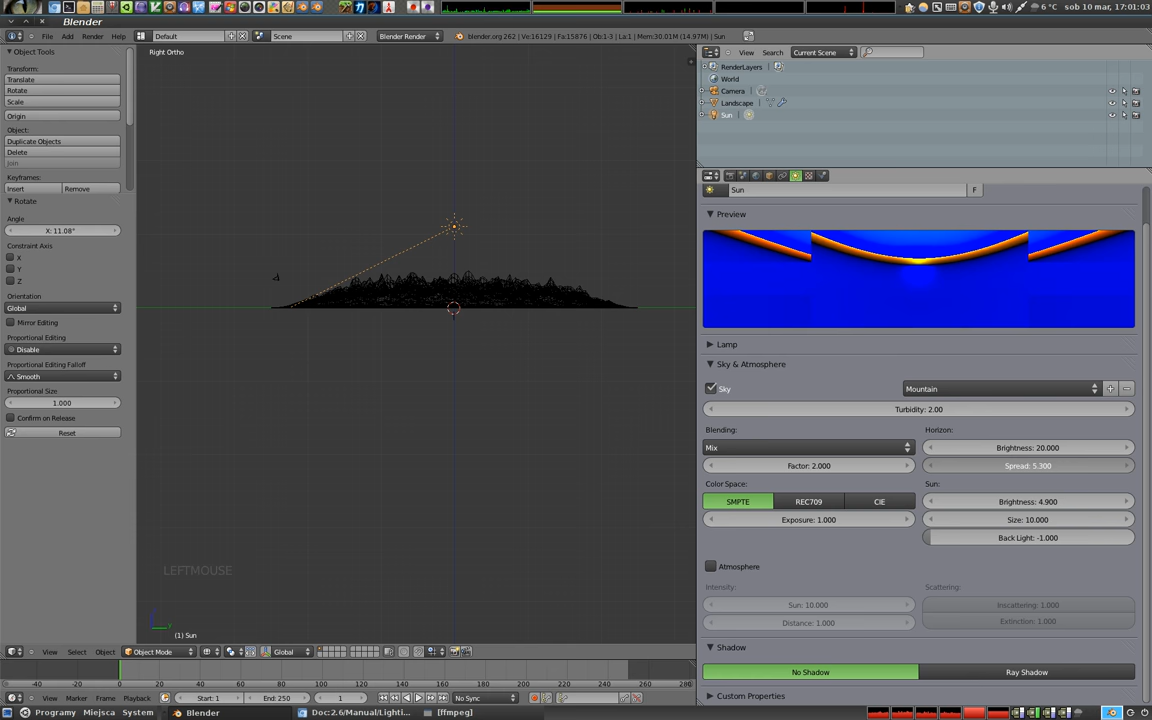 6 °C sob 10 mar, 17:01:03
Blender
File Add Render Help Default Scene Blender Render blender.org 262 | Ve:16129 | Fa:15876 | Ob:1-3 | La:1 | Mem:30.01M (14.97M) | Sun
Object Tools
Transform:
Translate
Rotate
Scale
Origin
Object:
Duplicate Objects
Delete
Join
Keyframes:
Insert Remove
Rotate
Angle
X: 11.08°
Constraint Axis
X
Y
Z
Orientation
Global
Mirror Editing
Proportional Editing
Disable
Proportional Editing Falloff
Smooth
Proportional Size:
1.000
Confirm on Release
Reset
Right Ortho
LEFTMOUSE
(1) Sun
View Select Object Object Mode Global
-40 -20 0 20 40 60 80 100 120 140 160 180 200 220 240 260 280
View Marker Frame Playback Start: 1 End: 250 1 No Sync
View Search Current Scene
RenderLayers
World
Camera
Landscape
Sun
Sun F
Preview
Lamp
Sky & Atmosphere
Sky Mountain
Turbidity: 2.00
Blending: Horizon:
Mix Brightness: 20.000
Factor: 2.000 Spread: 5.300
Color Space: Sun:
SMPTE REC709 CIE Brightness: 4.900
Exposure: 1.000 Size: 10.000
Back Light: -1.000
Atmosphere
Intensity: Scattering:
Sun: 10.000 Inscattering: 1.000
Distance: 1.000 Extinction: 1.000
Shadow
No Shadow Ray Shadow
Custom Properties
Programy Miejsca System Blender Doc:2.6/Manual/Lighti... [ffmpeg]